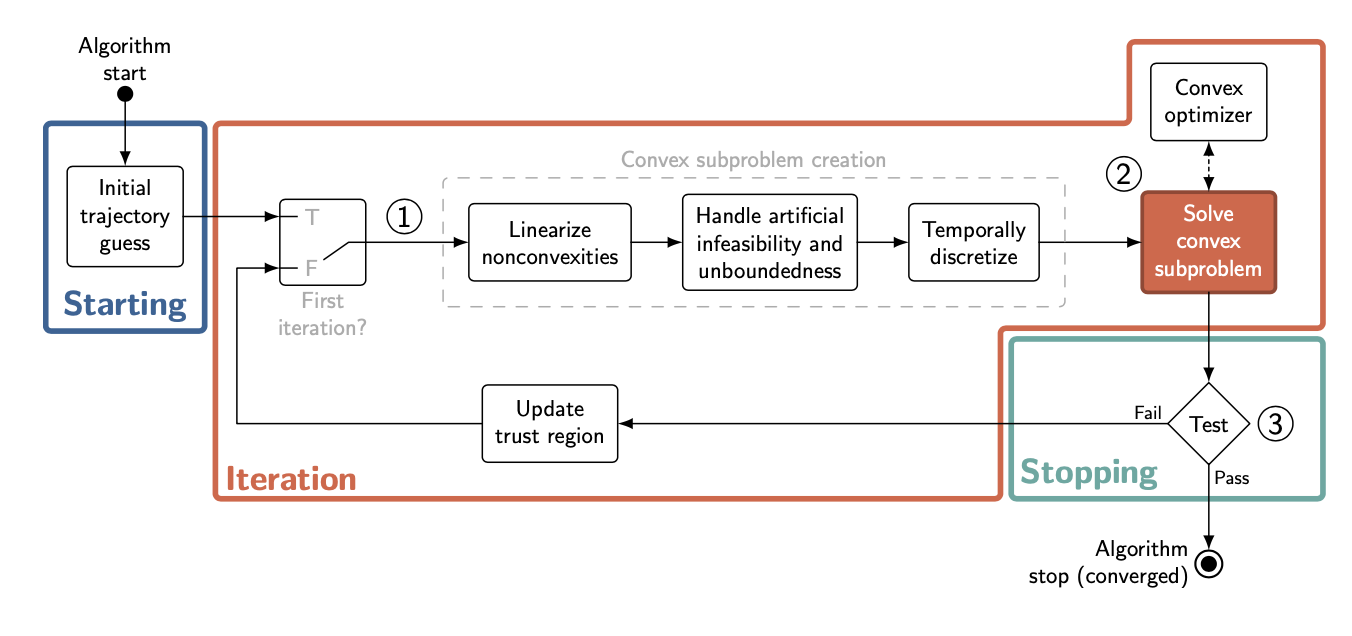 Algorithm
start
Initial
trajectory
guess
Starting
T
F
First
iteration?
1
Convex subproblem creation
Linearize
nonconvexities
Handle artificial
infeasibility and
unboundedness
Temporally
discretize
Convex
optimizer
2
Solve
convex
subproblem
Update
trust region
Iteration
Fail
Test
3
Stopping
Pass
Algorithm
stop (converged)